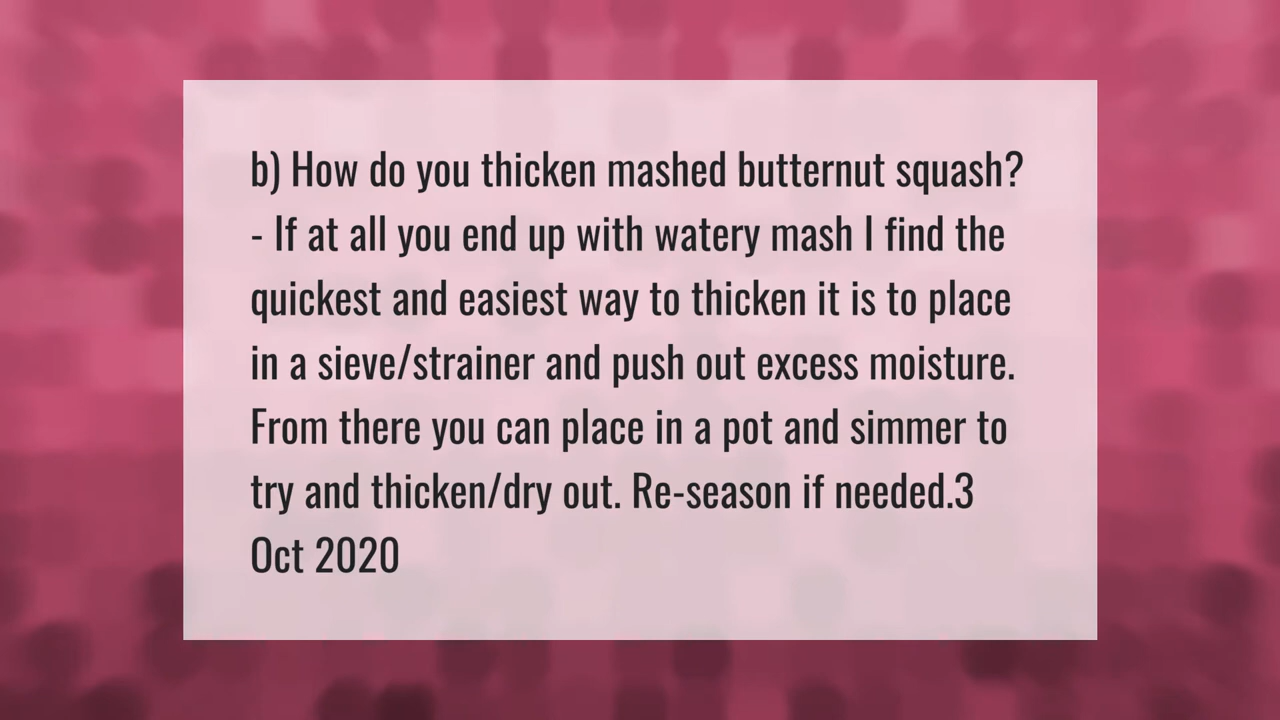 b) How do you thicken mashed butternut squash?
- If at all you end up with watery mash I find the
quickest and easiest way to thicken it is to place
in a sieve/strainer and push out excess moisture.
From there you can place in a pot and simmer to
try and thicken/dry out. Re-season if needed.3
Oct 2020